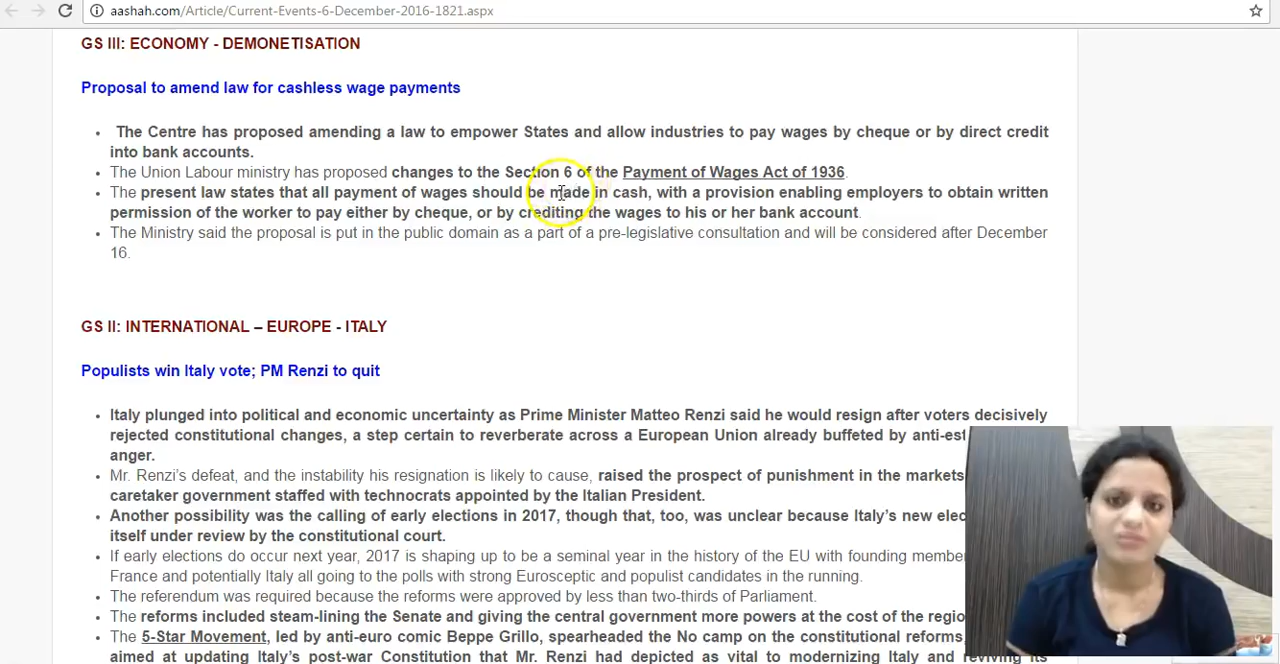 aashah.com/Article/Current-Events-6-December-2016-1821.aspx
GS III: ECONOMY - DEMONETISATION
Proposal to amend law for cashless wage payments
• The Centre has proposed amending a law to empower States and allow industries to pay wages by cheque or by direct credit
into bank accounts.
• The Union Labour ministry has proposed changes to the Section 6 of the Payment of Wages Act of 1936.
• The present law states that all payment of wages should be made in cash, with a provision enabling employers to obtain written
permission of the worker to pay either by cheque, or by crediting the wages to his or her bank account.
• The Ministry said the proposal is put in the public domain as a part of a pre-legislative consultation and will be considered after December
16.
GS II: INTERNATIONAL – EUROPE - ITALY
Populists win Italy vote; PM Renzi to quit
• Italy plunged into political and economic uncertainty as Prime Minister Matteo Renzi said he would resign after voters decisively
rejected constitutional changes, a step certain to reverberate across a European Union already buffeted by
anger.
• Mr. Renzi's defeat, and the instability his resignation is likely to cause, raised the prospect of punishment in the markets
caretaker government staffed with technocrats appointed by the Italian President.
• Another possibility was the calling of early elections in 2017, though that, too, was unclear because Italy's new
itself under review by the constitutional court.
• If early elections do occur next year, 2017 is shaping up to be a seminal year in the history of the EU with founding
France and potentially Italy all going to the polls with strong Eurosceptic and populist candidates in the running.
• The referendum was required because the reforms were approved by less than two-thirds of Parliament.
• The reforms included steam-lining the Senate and giving the central government more powers at the cost of the
• The 5-Star Movement, led by anti-euro comic Beppe Grillo, spearheaded the No camp on the constitutional reforms,
aimed at updating Italy's post-war Constitution that Mr. Renzi had depicted as vital to modernizing Italy and reviving its